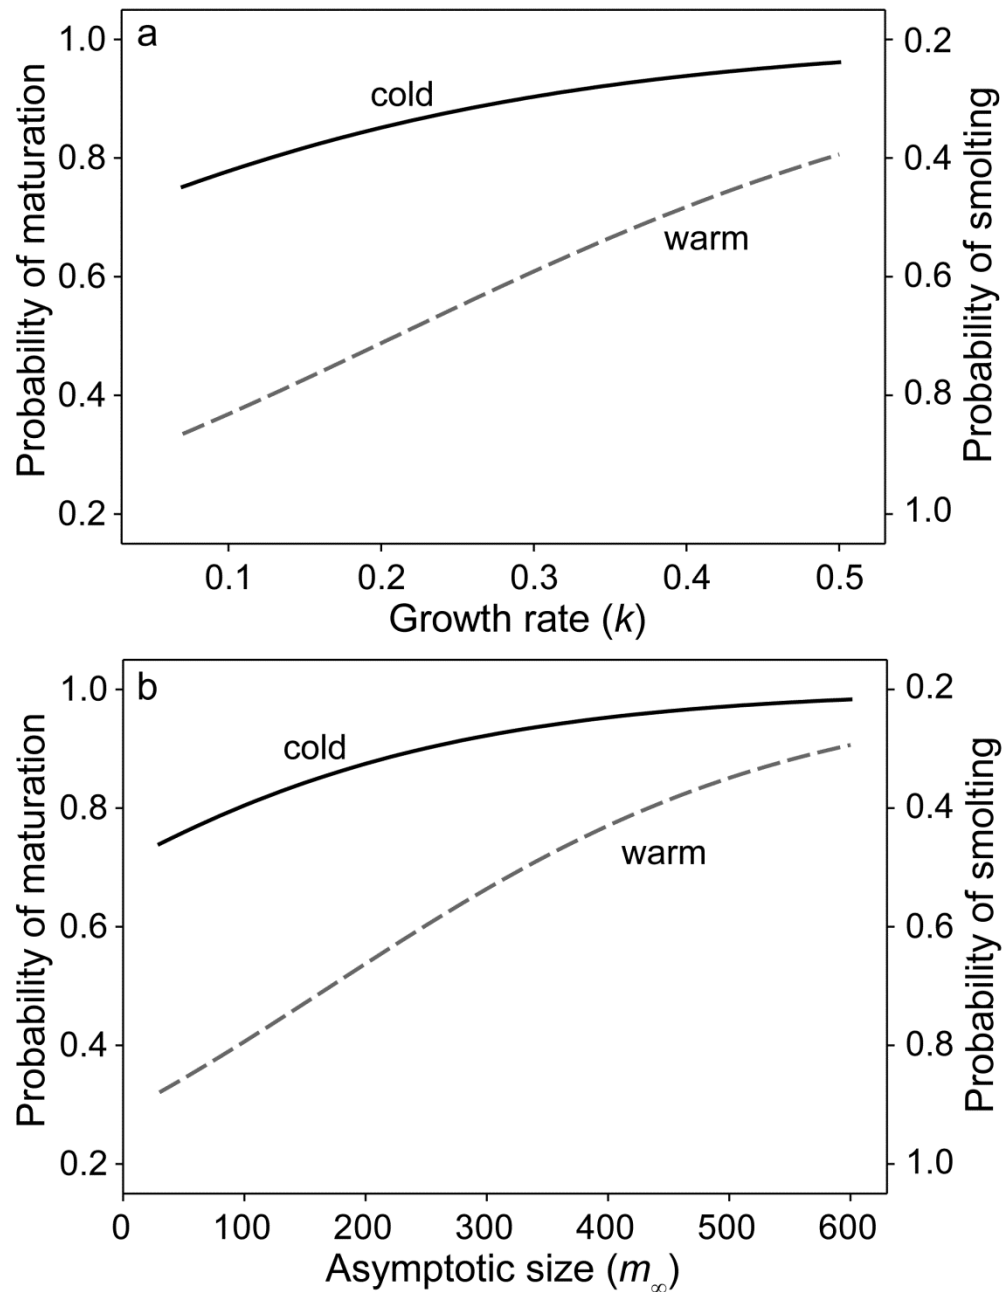 a
Probability of maturation
1.0
0.8
0.6
0.4
0.2
cold
warm
0.2
0.4
0.6
0.8
1.0
Probability of smolting
0.1 0.2 0.3 0.4 0.5
Growth rate (k)
b
Probability of maturation
1.0
0.8
0.6
0.4
0.2
cold
warm
0.2
0.4
0.6
0.8
1.0
Probability of smolting
0 100 200 300 400 500 600
Asymptotic size (m∞)